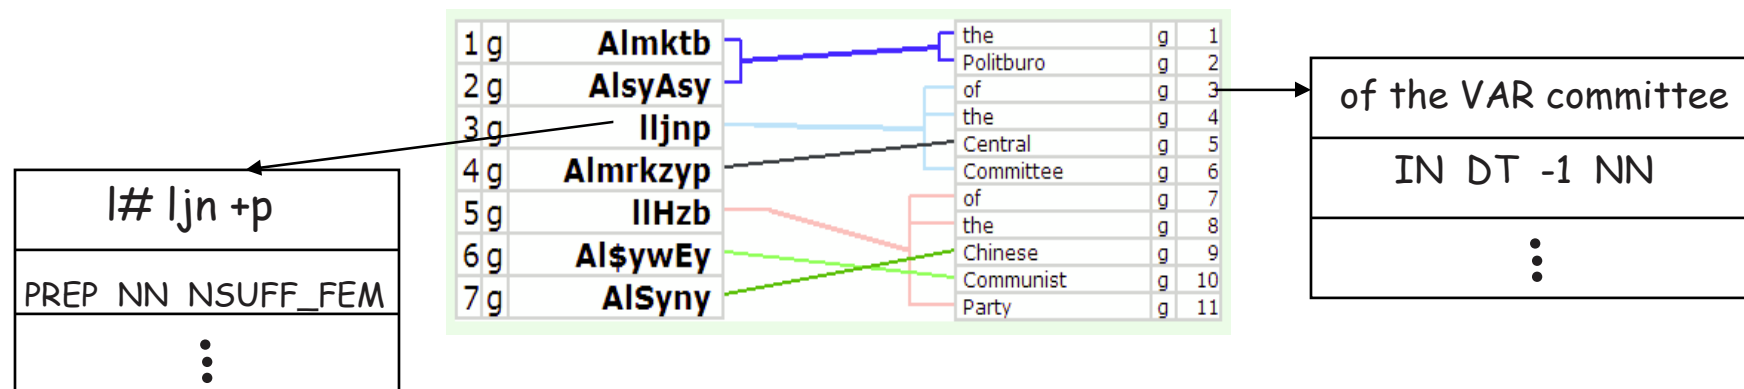 1 g Almktb
2 g AlsyAsy
3 g lljnp
4 g Almrkzyp
5 g llHzb
6 g Al$ywEy
7 g AlSyny
the g 1
Politburo g 2
of g 3
the g 4
Central g 5
Committee g 6
of g 7
the g 8
Chinese g 9
Communist g 10
Party g 11
l# ljn +p
PREP NN NSUFF_FEM
of the VAR committee
IN DT -1 NN